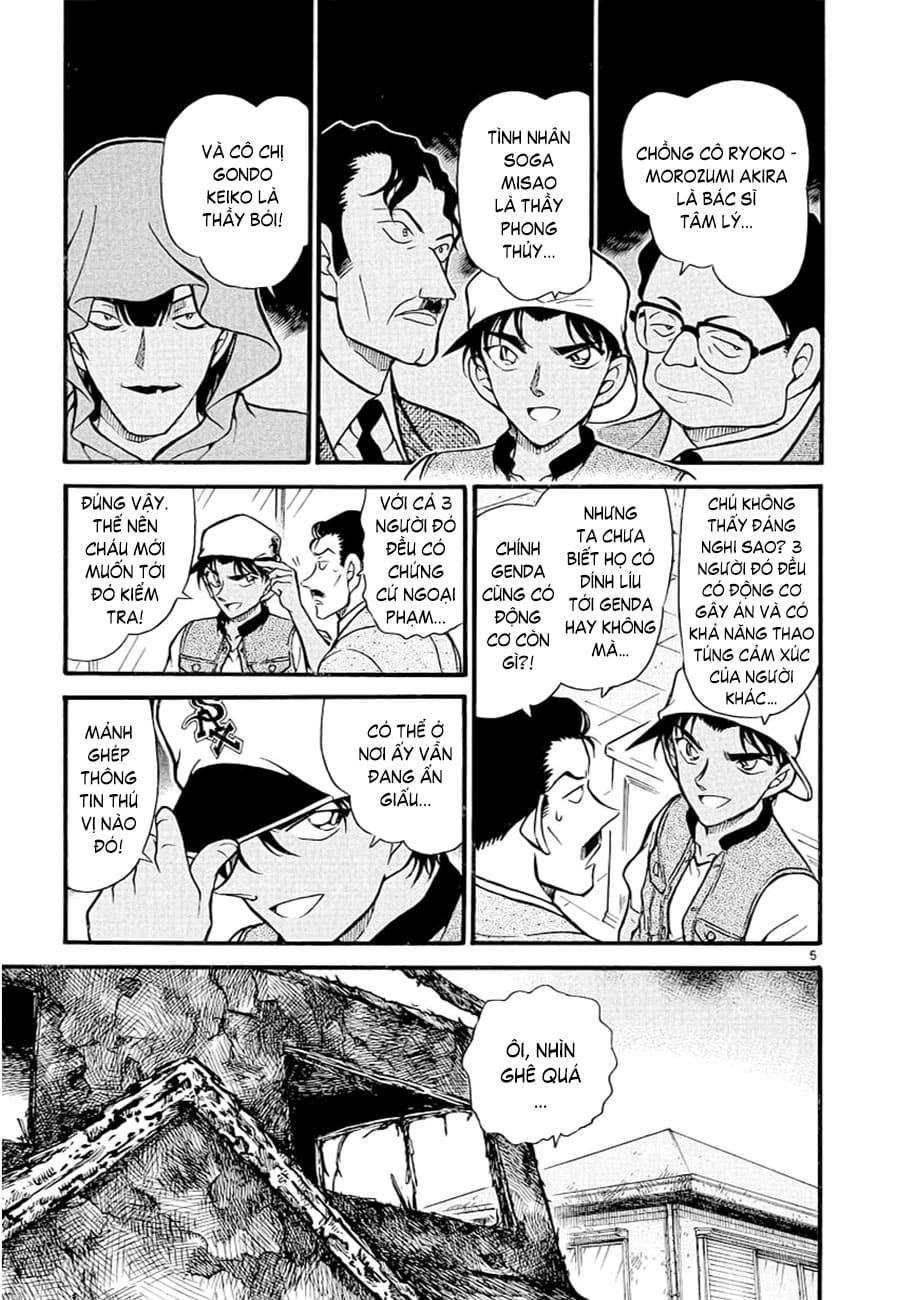 CHỒNG CÔ RYOKO -
MOROZUMI AKIRA
LÀ BÁC SĨ
TÂM LÝ...
TÌNH NHÂN
SOGA
MISAO
LÀ THẦY
PHONG
THỦY...
VÀ CÔ CHỊ
GONDO
KEIKO LÀ
THẦY BÓI!
CHÚ KHÔNG
THẤY ĐÁNG
NGHI SAO? 3
NGƯỜI ĐÓ ĐỀU
CÓ ĐỘNG CƠ
GÂY ÁN VÀ CÓ
KHẢ NĂNG THAO
TÚNG CẢM XÚC
CỦA NGƯỜI
KHÁC...
NHƯNG
TA CHƯA
BIẾT HỌ CÓ
DÍNH LÍU
TỚI GENDA
HAY KHÔNG
MÀ...
CHÍNH
GENDA
CŨNG CÓ
ĐỘNG
CƠ CÒN
GÌ?!
VỚI CẢ 3
NGƯỜI ĐÓ
ĐỀU CÓ
CHỨNG
CỨ NGOẠI
PHẠM...
ĐÚNG VẬY.
THẾ NÊN
CHÁU MỚI
MUỐN TỚI
ĐÓ KIỂM
TRA!
CÓ THỂ Ở
NƠI ẤY VẪN
ĐANG ẨN
GIẤU...
MẢNH
GHÉP
THÔNG
TIN THÚ
VỊ NÀO
ĐÓ!
SAX
5
ÔI, NHÌN
GHÊ QUÁ
...